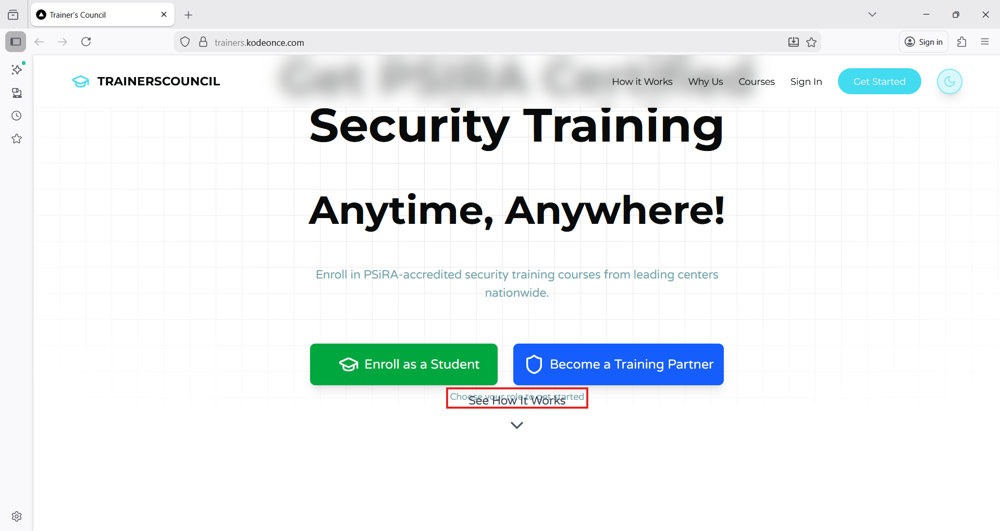 Trainer's Council
trainers.kodeonce.com
Sign in
TRAINERSCOUNCIL
How it Works
Why Us
Courses
Sign In
Get Started
Get PSiRA Certified
Security Training
Anytime, Anywhere!
Enroll in PSiRA-accredited security training courses from leading centers
nationwide.
Enroll as a Student
Become a Training Partner
Choose your role to get started
See How It Works